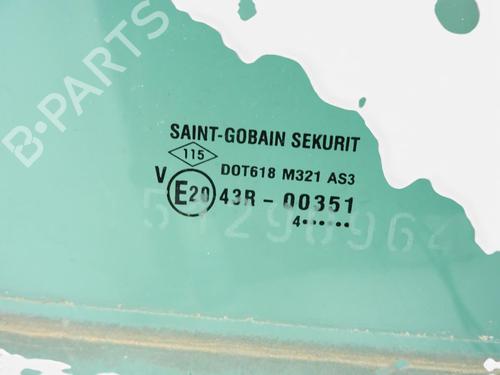 B-PARTS
SAINT-GOBAIN SEKURIT
115
DOT618 M321 AS3
V E20 43R - 00351
4••••••